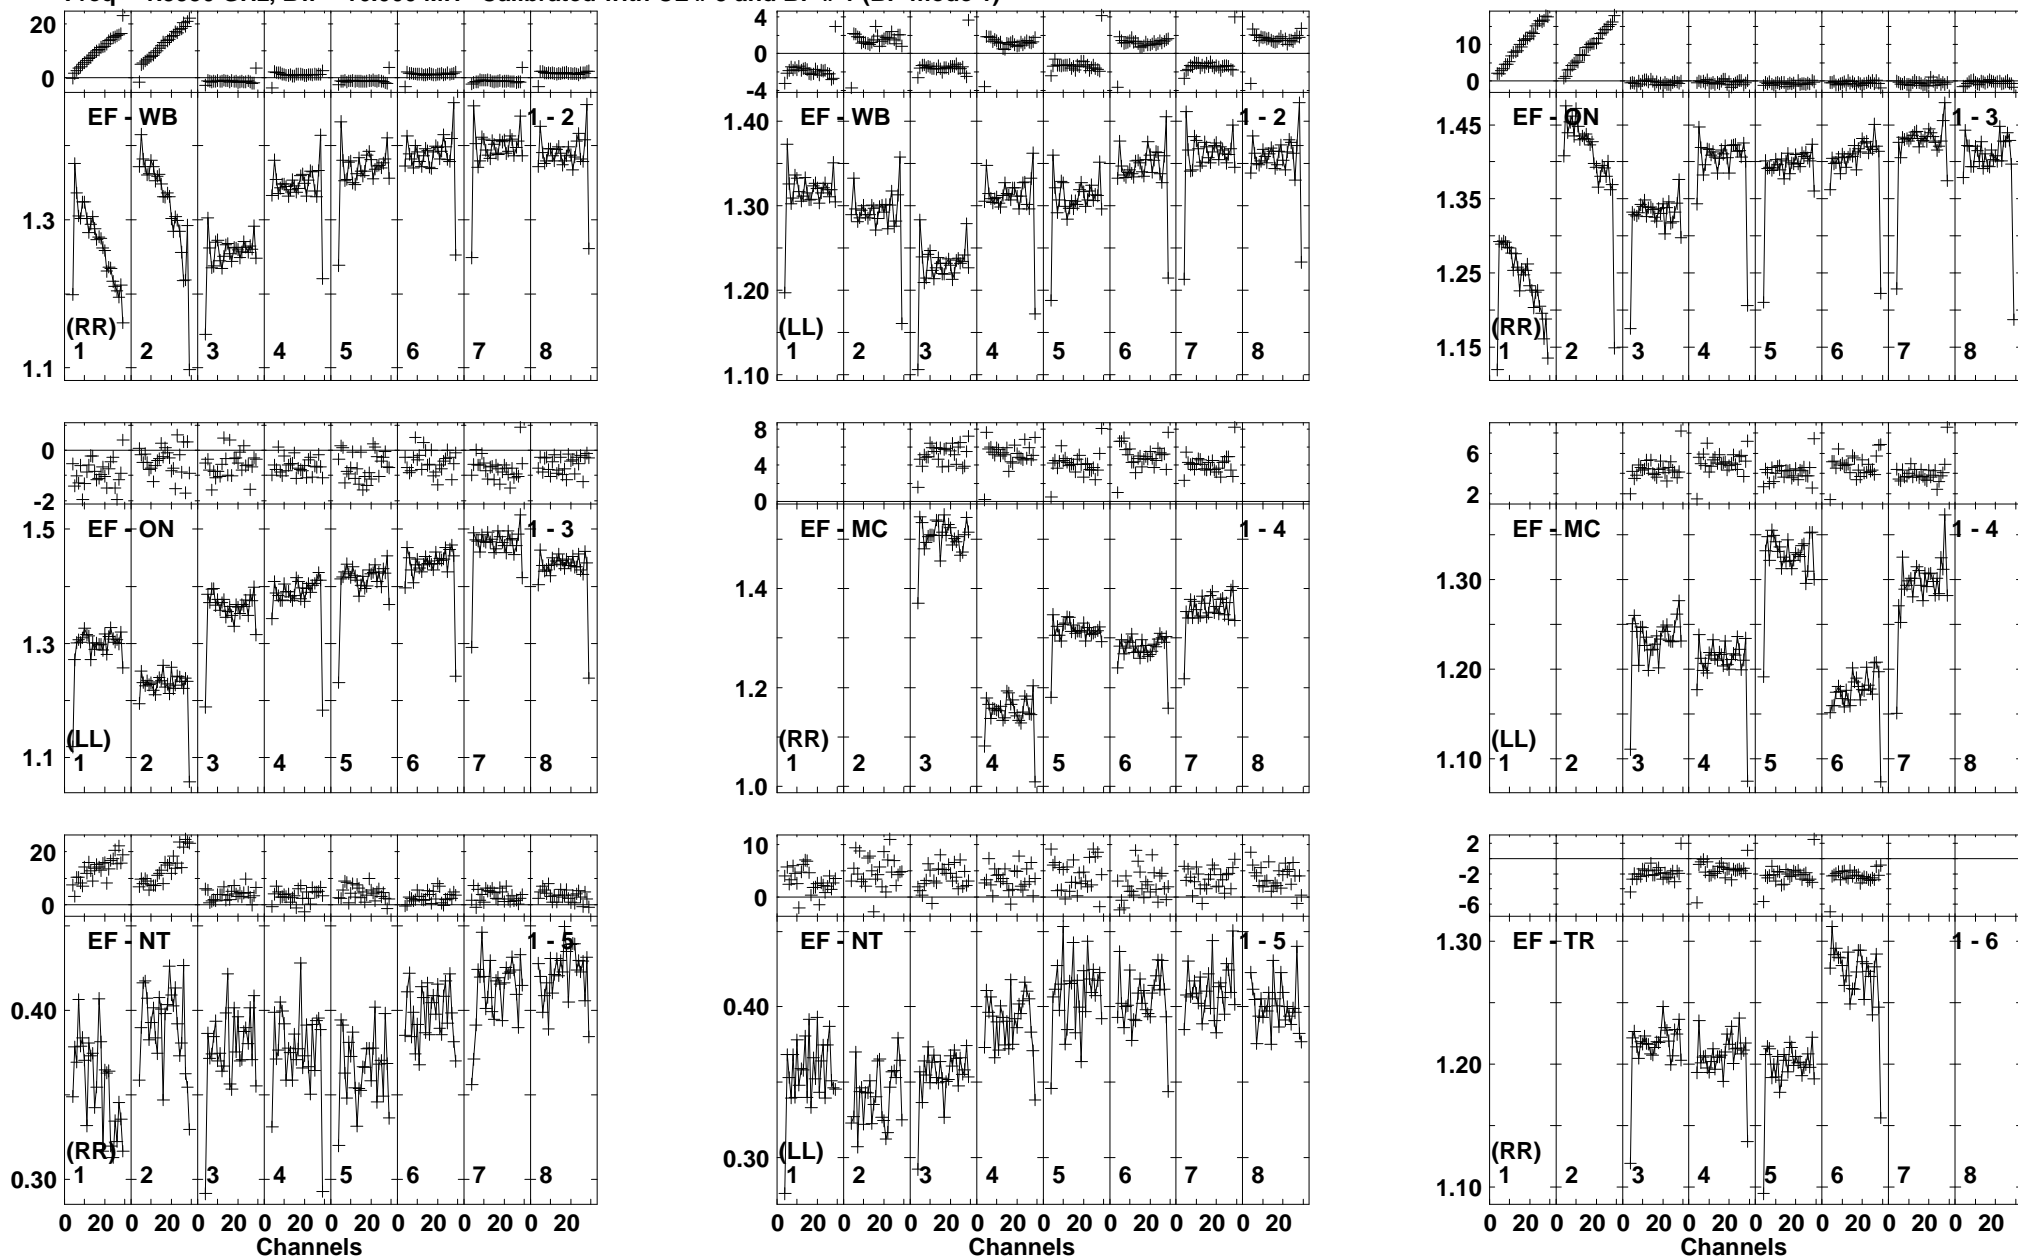 20
0
EF - WB
1 - 2
1.3
1.1
(RR)
1 2 3 4 5 6 7 8
4
0
-4
EF - WB
1 - 2
1.40
1.30
1.20
1.10
(LL)
1 2 3 4 5 6 7 8
10
0
EF - ON
1 - 3
1.45
1.35
1.25
1.15
(RR)
1 2 3 4 5 6 7 8
0
-2
EF - ON
1 - 3
1.5
1.3
1.1
(LL)
1 2 3 4 5 6 7 8
8
4
0
EF - MC
1 - 4
1.4
1.2
1.0
(RR)
1 2 3 4 5 6 7 8
6
2
EF - MC
1 - 4
1.30
1.20
1.10
(LL)
1 2 3 4 5 6 7 8
20
0
EF - NT
1 - 5
0.40
0.30
(RR)
1 2 3 4 5 6 7 8
0 20 0 20 0 20 0 20 0 20 0 20 0 20 0 20
Channels
10
0
EF - NT
1 - 5
0.40
0.30
(LL)
1 2 3 4 5 6 7 8
0 20 0 20 0 20 0 20 0 20 0 20 0 20 0 20
Channels
2
-2
-6
EF - TR
1 - 6
1.30
1.20
1.10
(RR)
1 2 3 4 5 6 7 8
0 20 0 20 0 20 0 20 0 20 0 20 0 20 0 20
Channels